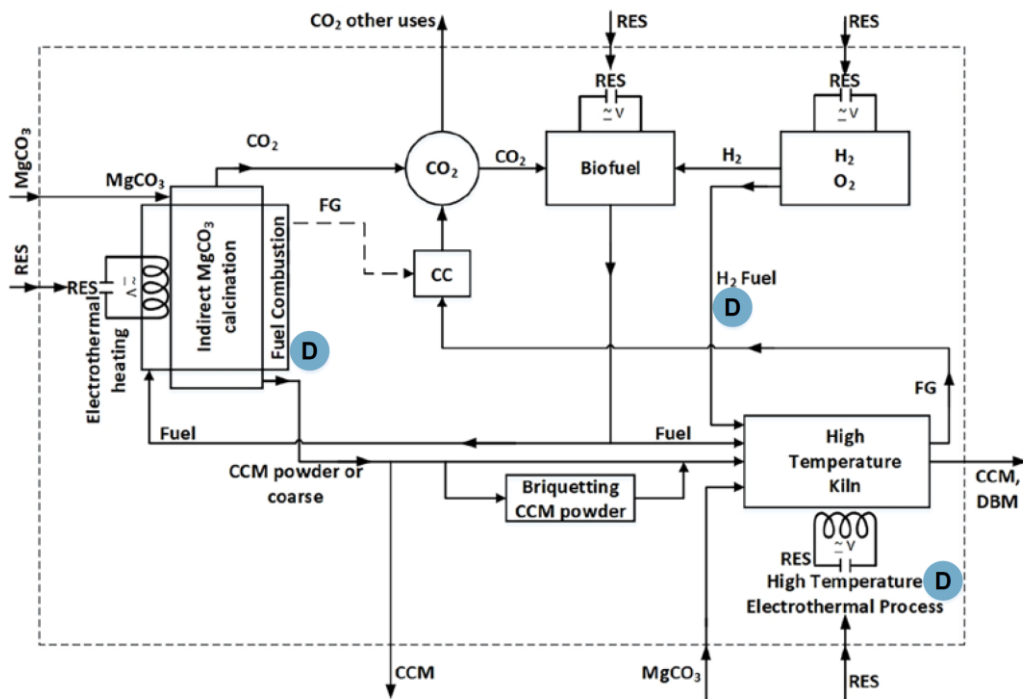 CO₂ other uses
RES
RES
RES
RES
≃ V
≃ V
MgCO₃
MgCO₃
CO₂
CO₂
CO₂
Biofuel
H₂
H₂
O₂
FG
CC
RES
RES
V
Electrothermal
heating
Indirect MgCO₃
calcination
Fuel Combustion
D
H₂ Fuel
D
FG
Fuel
Fuel
High
Temperature
Kiln
CCM powder or
coarse
Briquetting
CCM powder
CCM,
DBM
≃ V
RES
High Temperature
D
Electrothermal Process
CCM
MgCO₃
RES